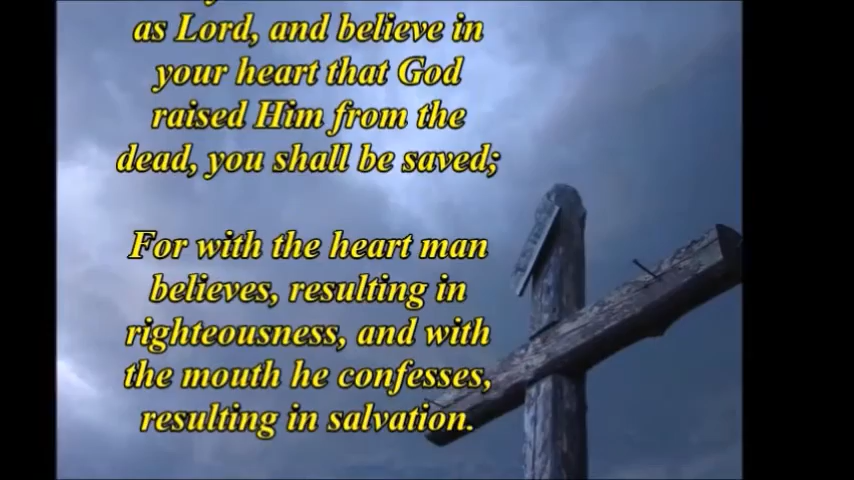 as Lord, and believe in
your heart that God
raised Him from the
dead, you shall be saved;
For with the heart man
believes, resulting in
righteousness, and with
the mouth he confesses,
resulting in salvation.